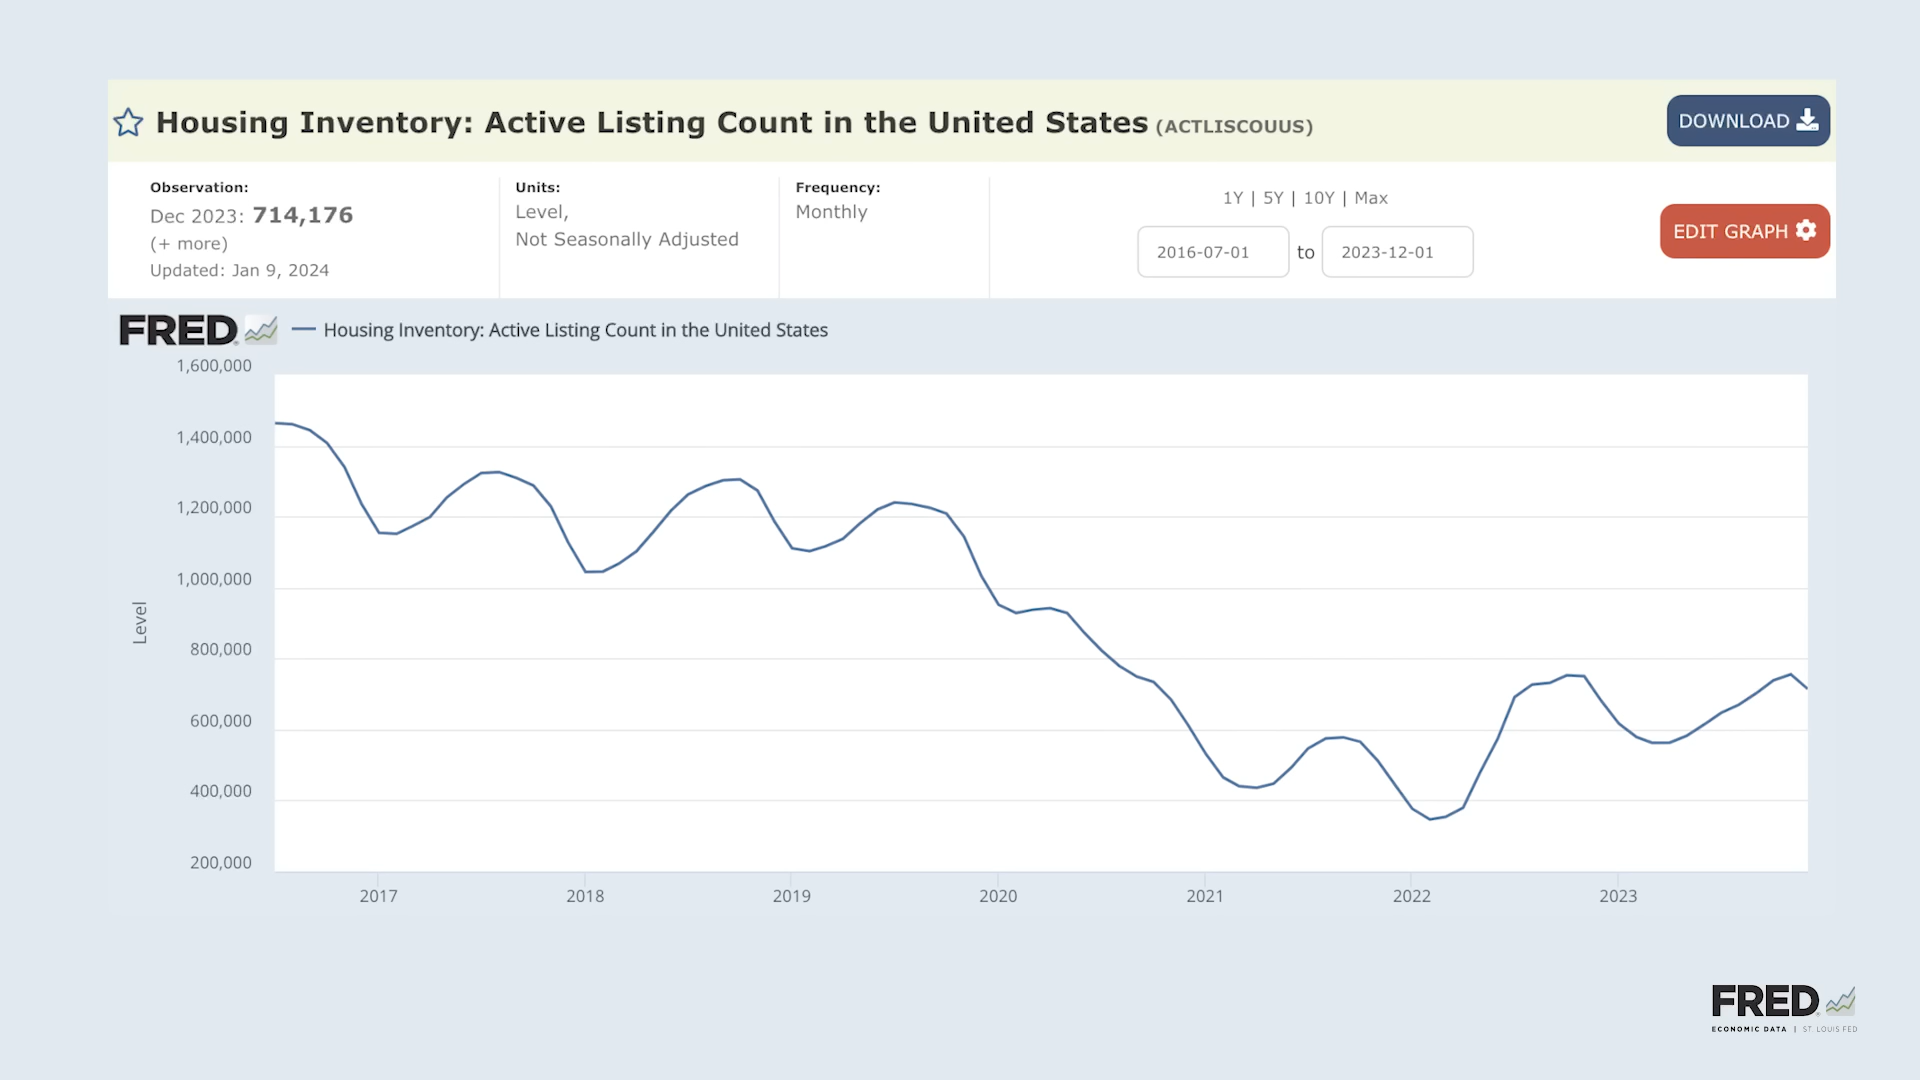 Housing Inventory: Active Listing Count in the United States (ACTLISCOUUS)
DOWNLOAD
Observation:
Dec 2023: 714,176
(+ more)
Updated: Jan 9, 2024
Units:
Level,
Not Seasonally Adjusted
Frequency:
Monthly
1Y | 5Y | 10Y | Max
2016-07-01 to 2023-12-01
EDIT GRAPH
FRED Housing Inventory: Active Listing Count in the United States
1,600,000
1,400,000
1,200,000
1,000,000
800,000
600,000
400,000
200,000
Level
2017 2018 2019 2020 2021 2022 2023
FRED
ECONOMIC DATA | ST. LOUIS FED